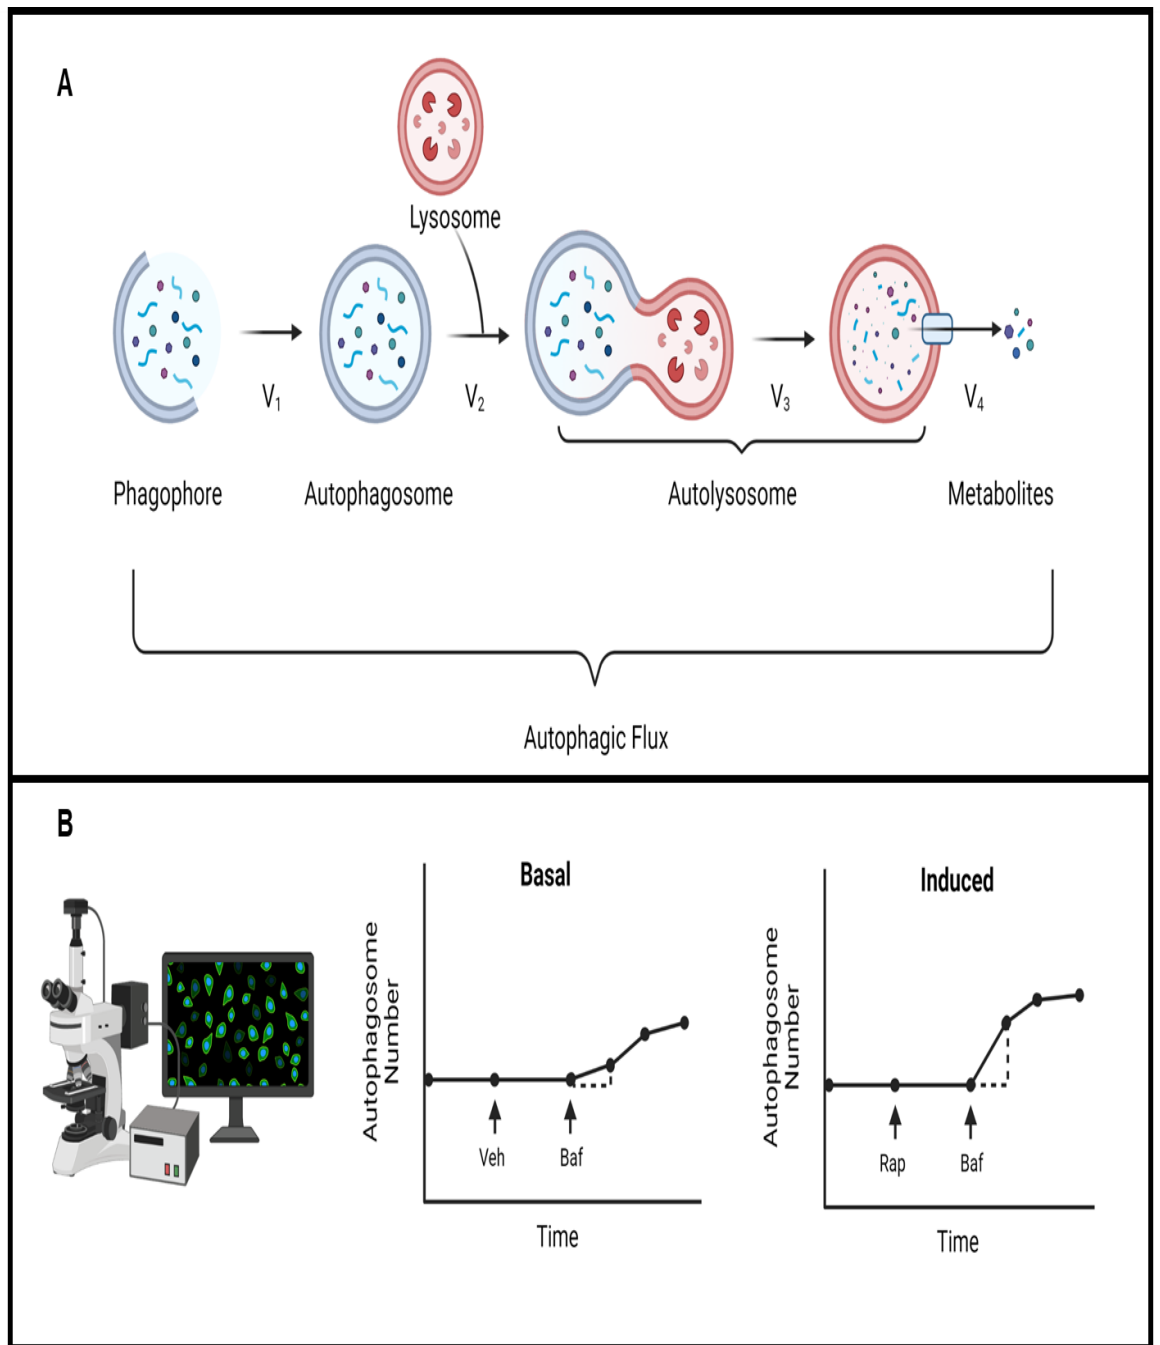 A
Lysosome
V₁
V₂
V₃
V₄
Phagophore
Autophagosome
Autolysosome
Metabolites
Autophagic Flux
B
Basal
Autophagosome
Number
Veh
Baf
Time
Induced
Autophagosome
Number
Rap
Baf
Time